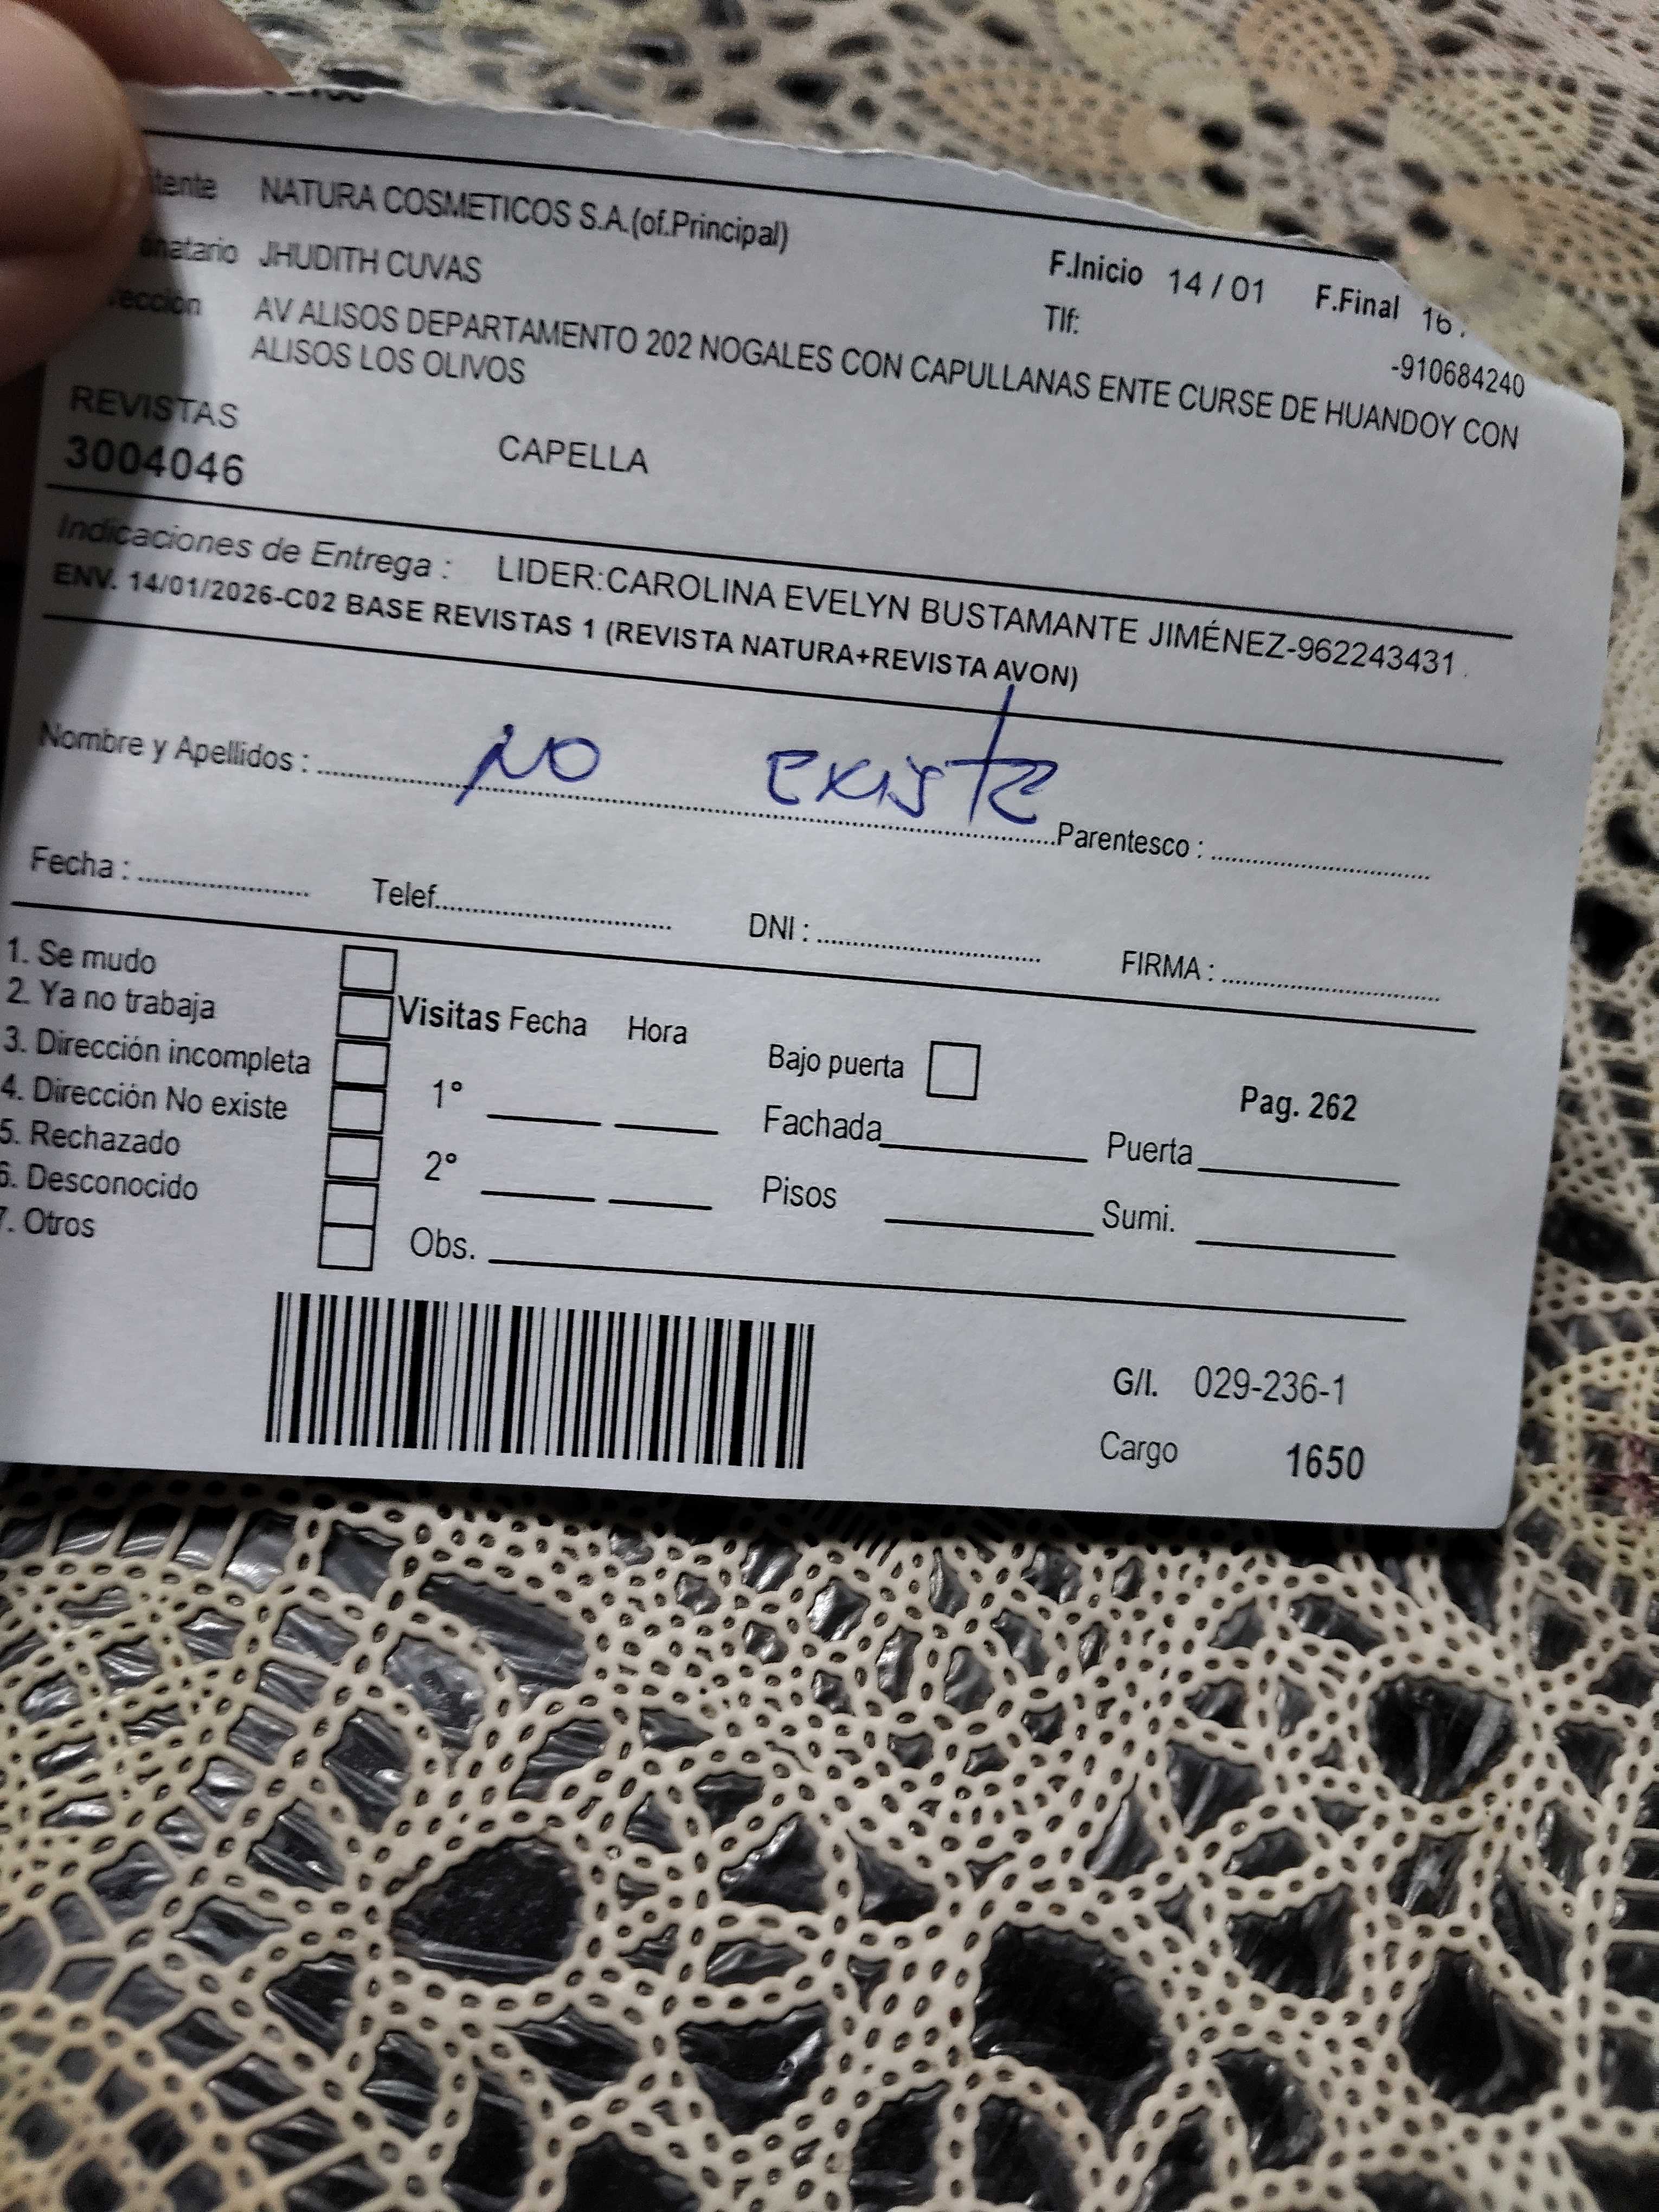 NATURA COSMETICOS S.A.(of.Principal)
F.Inicio 14 / 01 F.Final 16
JHUDITH CUVAS
Tlf:
-910684240
AV ALISOS DEPARTAMENTO 202 NOGALES CON CAPULLANAS ENTE CURSE DE HUANDOY CON
ALISOS LOS OLIVOS
REVISTAS
3004046 CAPELLA
Indicaciones de Entrega : LIDER:CAROLINA EVELYN BUSTAMANTE JIMÉNEZ-962243431
ENV. 14/01/2026-C02 BASE REVISTAS 1 (REVISTA NATURA+REVISTA AVON)
Nombre y Apellidos : NO EXISTE Parentesco :
Fecha : Telef. DNI : FIRMA :
1. Se mudo
2. Ya no trabaja
3. Dirección incompleta
4. Dirección No existe
5. Rechazado
6. Desconocido
7. Otros
Visitas Fecha Hora
1°
2°
Obs.
Bajo puerta
Pag. 262
Fachada Puerta
Pisos Sumi.
G/I. 029-236-1
Cargo 1650